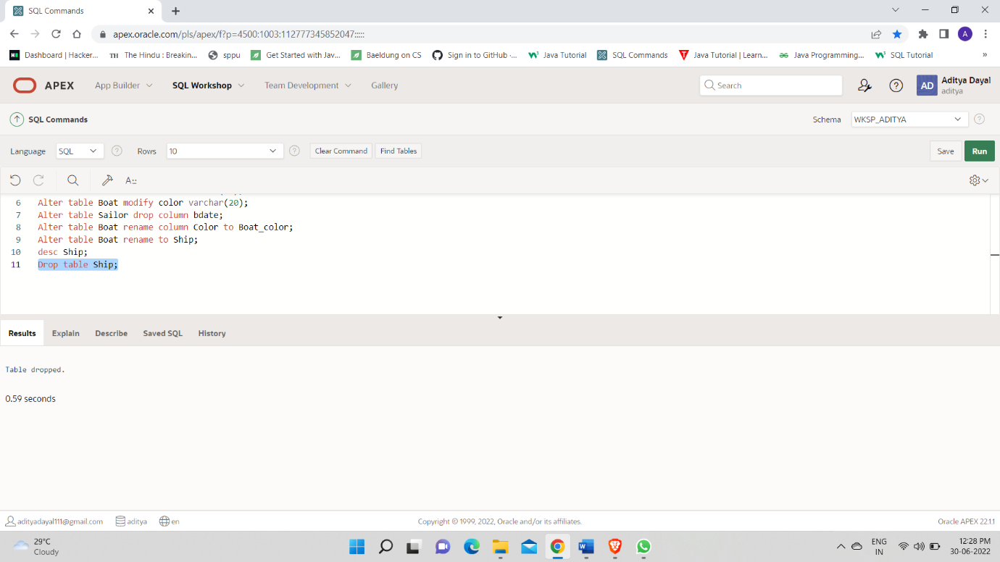 SQL Commands
apex.oracle.com/pls/apex/f?p=4500:1003:112777345852047:::::
A
Dashboard | Hacker... TH The Hindu : Breakin... sppu Get Started with Jav... Baeldung on CS Sign in to GitHub ·... Java Tutorial SQL Commands Java Tutorial | Learn... Java Programming... SQL Tutorial »
APEX App Builder SQL Workshop Team Development Gallery Search AD Aditya Dayal
aditya
SQL Commands Schema WKSP_ADITYA
Language SQL Rows 10 Clear Command Find Tables Save Run
6 Alter table Boat modify color varchar(20);
7 Alter table Sailor drop column bdate;
8 Alter table Boat rename column Color to Boat_color;
9 Alter table Boat rename to Ship;
10 desc Ship;
11 Drop table Ship;
Results Explain Describe Saved SQL History
Table dropped.
0.59 seconds
adityadayal111@gmail.com aditya en Copyright © 1999, 2022, Oracle and/or its affiliates. Oracle APEX 22.1.1
29°C
Cloudy
ENG
IN
12:28 PM
30-06-2022